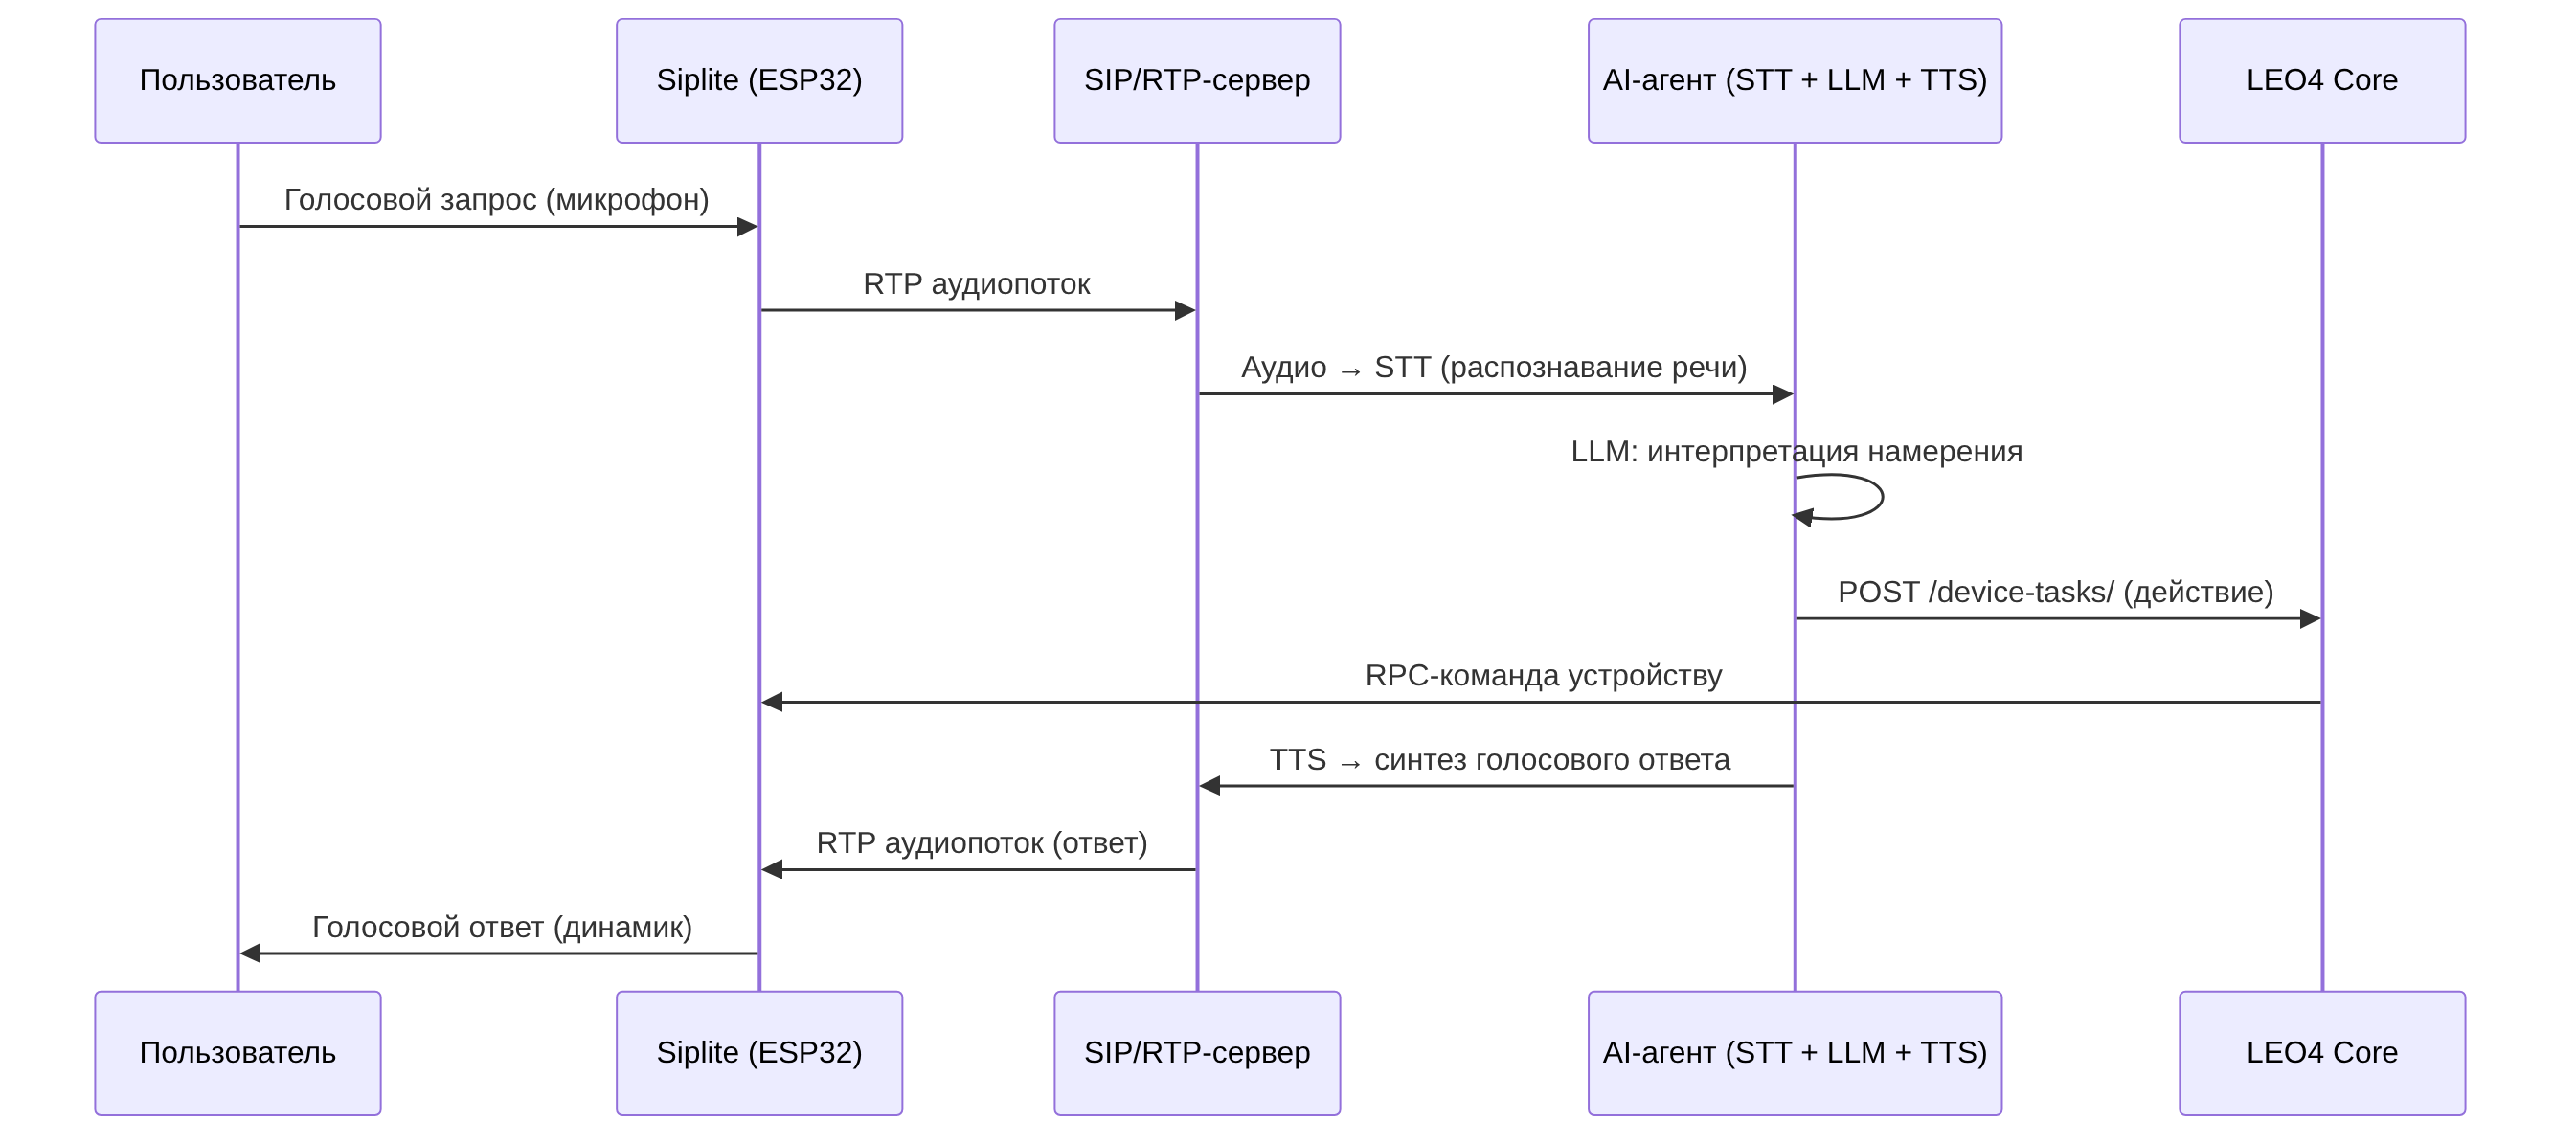 Пользователь
Siplite (ESP32)
SIP/RTP-сервер
AI-агент (STT + LLM + TTS)
LEO4 Core
Голосовой запрос (микрофон)
RTP аудиопоток
Аудио → STT (распознавание речи)
LLM: интерпретация намерения
POST /device-tasks/ (действие)
RPC-команда устройству
TTS → синтез голосового ответа
RTP аудиопоток (ответ)
Голосовой ответ (динамик)
Пользователь
Siplite (ESP32)
SIP/RTP-сервер
AI-агент (STT + LLM + TTS)
LEO4 Core